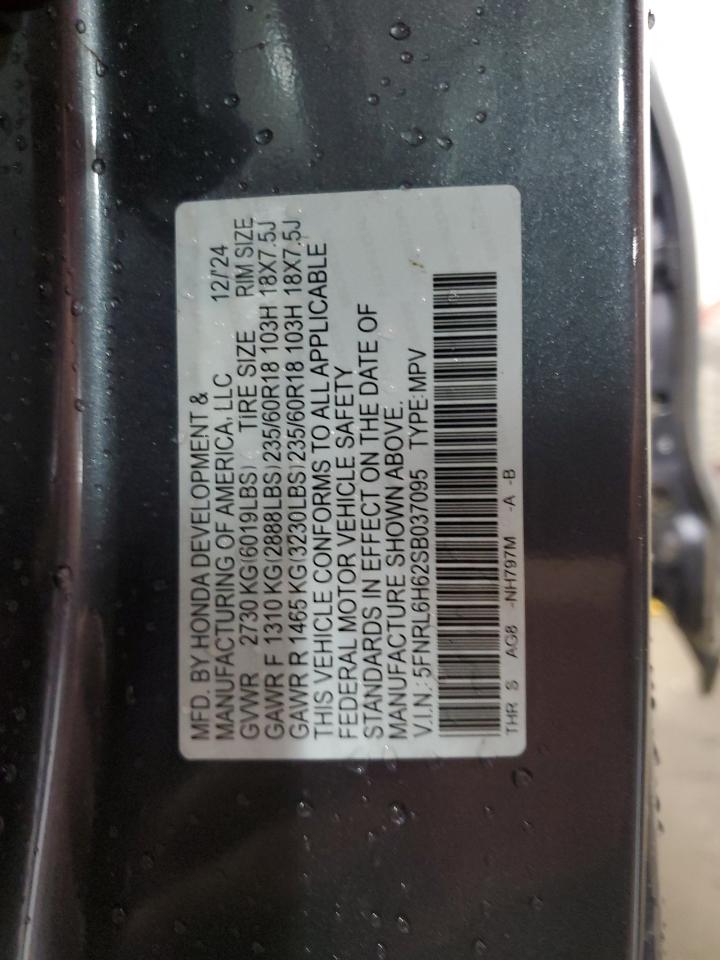 MFD. BY HONDA DEVELOPMENT &
MANUFACTURING OF AMERICA, LLC 12/'24
GVWR 2730 KG(6019LBS) TIRE SIZE RIM SIZE
GAWR F 1310 KG(2888LBS)235/60R18 103H 18X7.5J
GAWR R 1465 KG(3230LBS)235/60R18 103H 18X7.5J
THIS VEHICLE CONFORMS TO ALL APPLICABLE
FEDERAL MOTOR VEHICLE SAFETY
STANDARDS IN EFFECT ON THE DATE OF
MANUFACTURE SHOWN ABOVE.
V.I.N.:5FNRL6H62SB037095 TYPE:MPV
THR S AG8 -NH797M -A -B